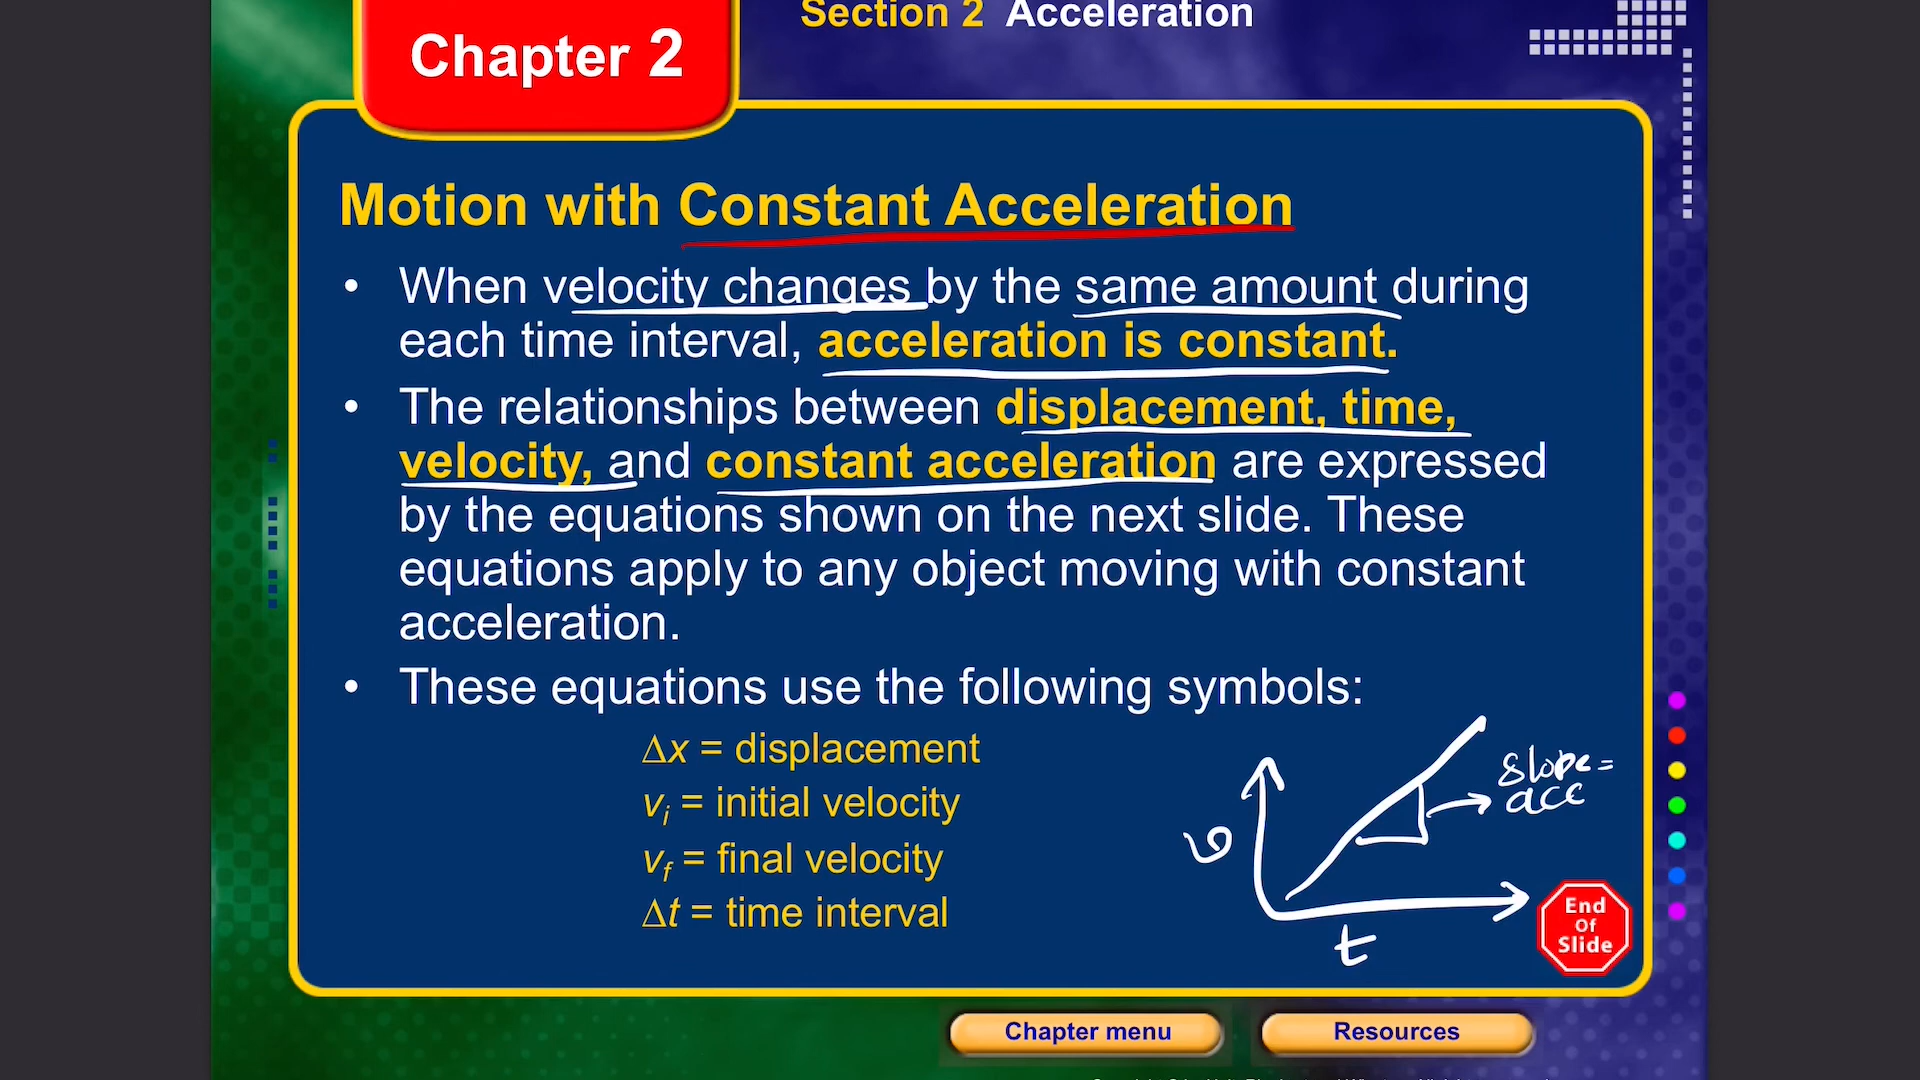 Section 2 Acceleration
Chapter 2
Motion with Constant Acceleration
• When velocity changes by the same amount during
each time interval, acceleration is constant.
• The relationships between displacement, time,
velocity, and constant acceleration are expressed
by the equations shown on the next slide. These
equations apply to any object moving with constant
acceleration.
• These equations use the following symbols:
Δx = displacement
vᵢ = initial velocity
v_f = final velocity
Δt = time interval
v
t
slope =
acc
End
Of
Slide
Chapter menu
Resources